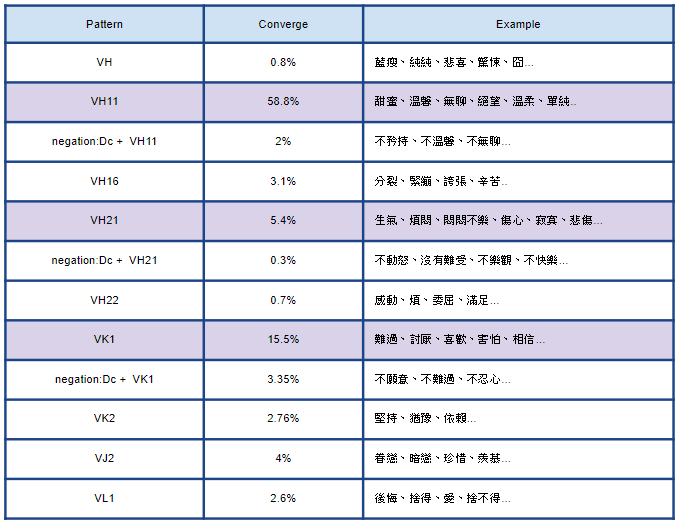 Pattern Converge Example
VH 0.8% 藍瘦、純純、悲喜、驚悚、囧...
VH11 58.8% 甜蜜、溫馨、無聊、絕望、溫柔、單純..
negation:Dc + VH11 2% 不矜持、不溫馨、不無聊...
VH16 3.1% 分裂、緊繃、誇張、辛苦..
VH21 5.4% 生氣、煩悶、悶悶不樂、傷心、寂寞、悲傷...
negation:Dc + VH21 0.3% 不動怒、沒有難受、不樂觀、不快樂...
VH22 0.7% 感動、煩、委屈、滿足...
VK1 15.5% 難過、討厭、喜歡、害怕、相信...
negation:Dc + VK1 3.35% 不願意、不難過、不忍心...
VK2 2.76% 堅持、猶豫、依賴...
VJ2 4% 眷戀、暗戀、珍惜、羨慕...
VL1 2.6% 後悔、捨得、愛、捨不得...